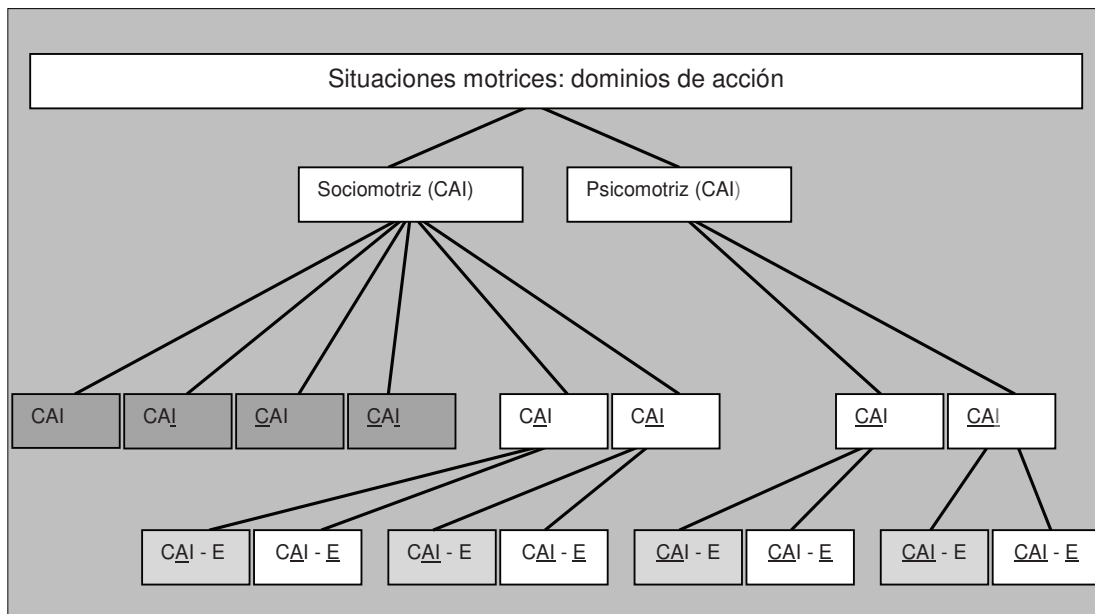 Situaciones motrices: dominios de acción
Sociomotriz (CAI)
Psicomotriz (CAI)
CAI
CAI
CAI
CAI
CAI
CAI
CAI
CAI
CAI - E
CAI - E
CAI - E
CAI - E
CAI - E
CAI - E
CAI - E
CAI - E